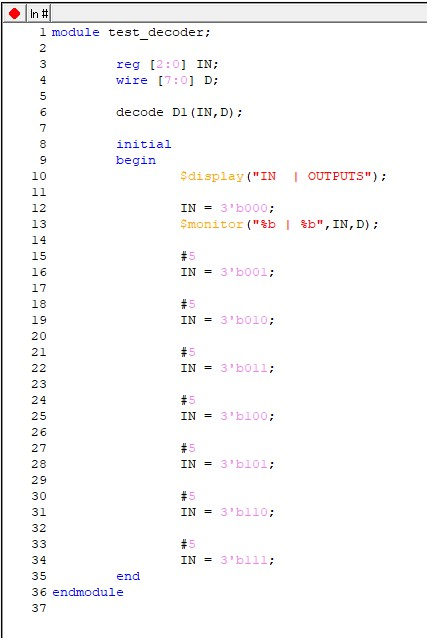 ln #
1 module test_decoder;
2
3 reg [2:0] IN;
4 wire [7:0] D;
5
6 decode D1(IN,D);
7
8 initial
9 begin
10 $display("IN  | OUTPUTS");
11
12 IN = 3'b000;
13 $monitor("%b | %b",IN,D);
14
15 #5
16 IN = 3'b001;
17
18 #5
19 IN = 3'b010;
20
21 #5
22 IN = 3'b011;
23
24 #5
25 IN = 3'b100;
26
27 #5
28 IN = 3'b101;
29
30 #5
31 IN = 3'b110;
32
33 #5
34 IN = 3'b111;
35 end
36 endmodule
37